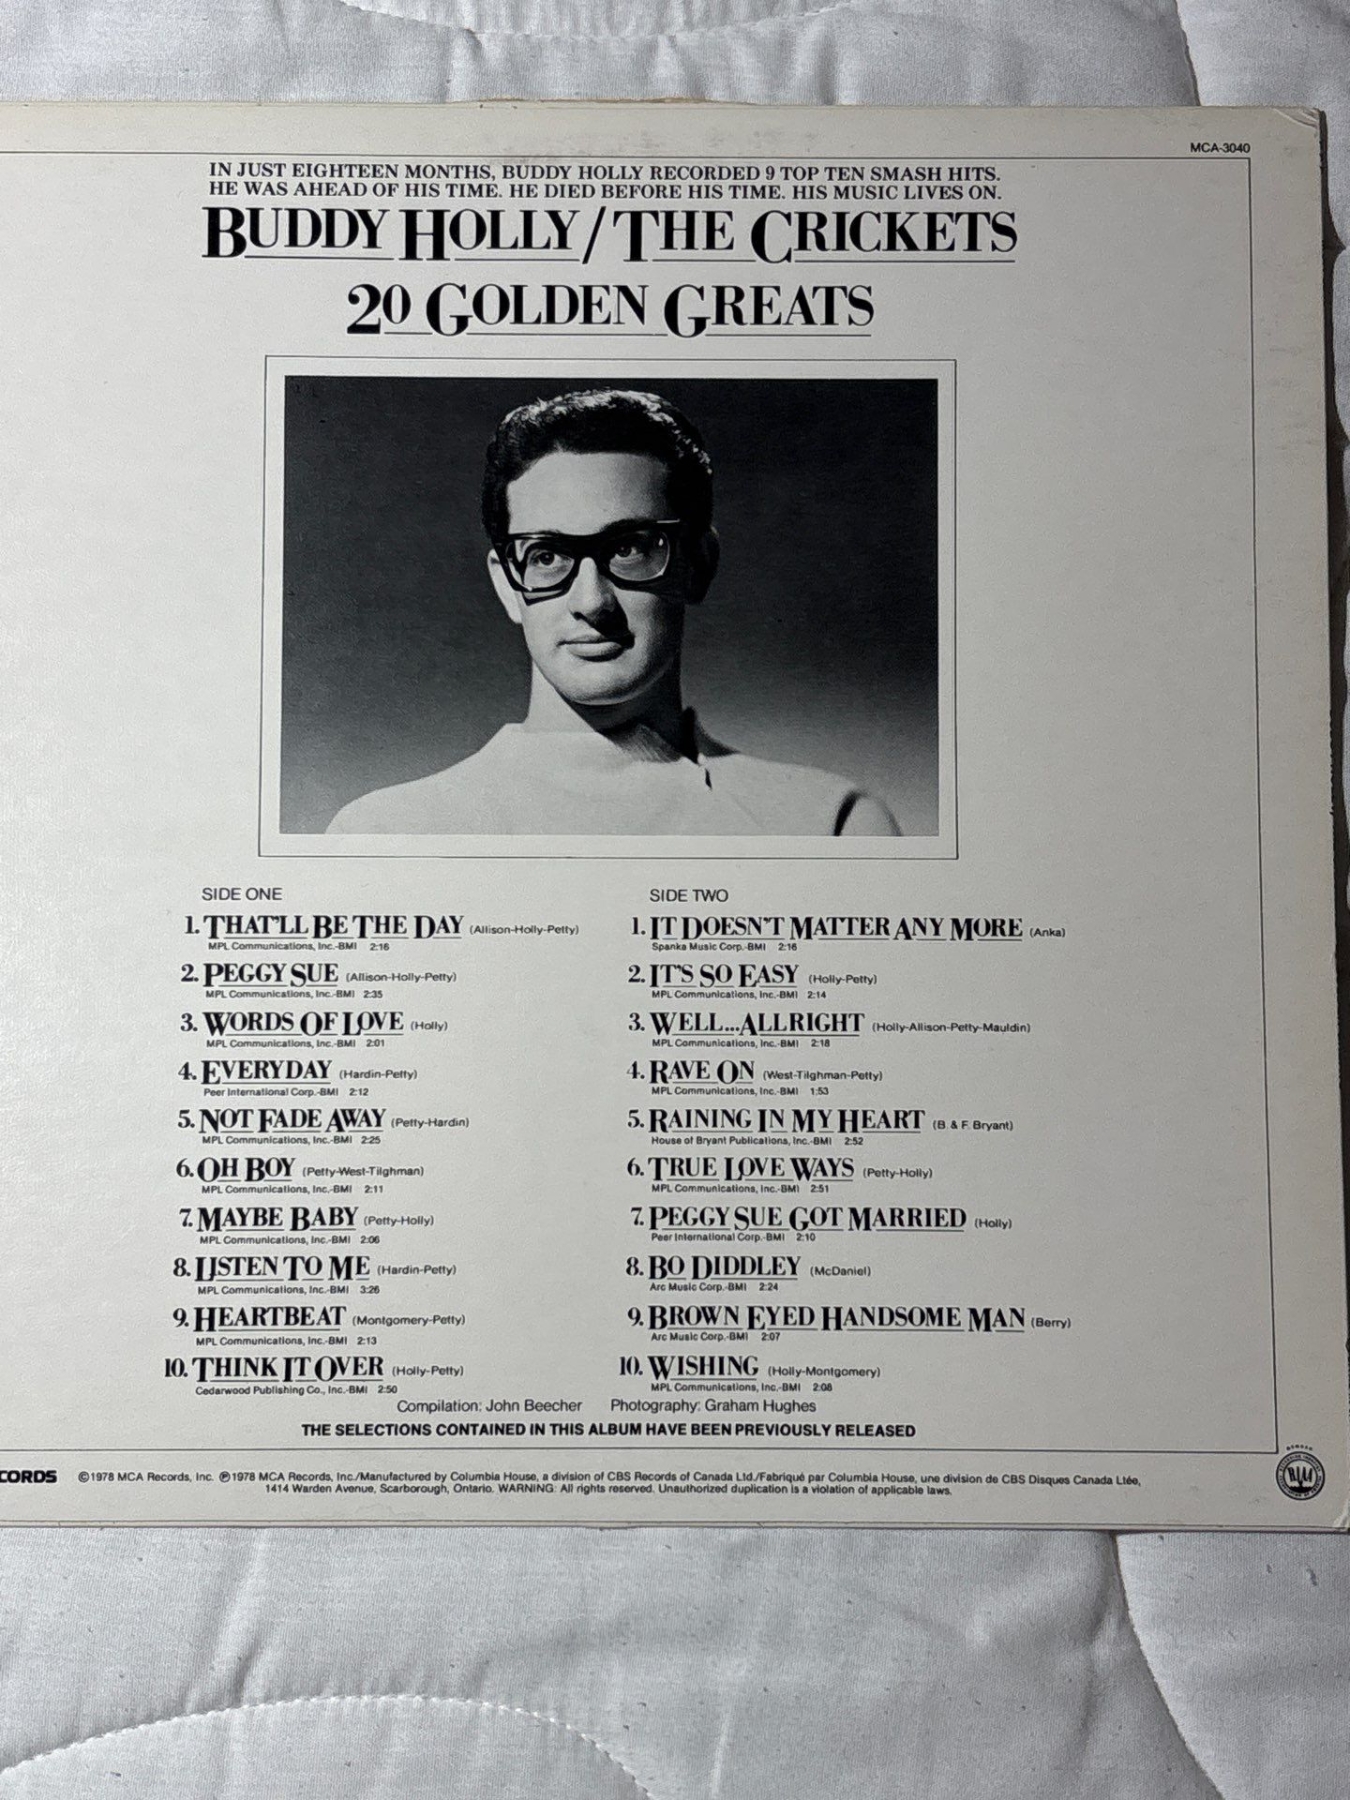 MCA-3040
IN JUST EIGHTEEN MONTHS, BUDDY HOLLY RECORDED 9 TOP TEN SMASH HITS.
HE WAS AHEAD OF HIS TIME. HE DIED BEFORE HIS TIME. HIS MUSIC LIVES ON.
BUDDY HOLLY/THE CRICKETS
20 GOLDEN GREATS
SIDE ONE
1. THAT'LL BE THE DAY (Allison-Holly-Petty)
MPL Communications, Inc.-BMI 2:16
2. PEGGY SUE (Allison-Holly-Petty)
MPL Communications, Inc.-BMI 2:35
3. WORDS OF LOVE (Holly)
MPL Communications, Inc.-BMI 2:01
4. EVERYDAY (Hardin-Petty)
Peer International Corp.-BMI 2:12
5. NOT FADE AWAY (Petty-Hardin)
MPL Communications, Inc.-BMI 2:25
6. OH BOY (Petty-West-Tilghman)
MPL Communications, Inc.-BMI 2:11
7. MAYBE BABY (Petty-Holly)
MPL Communications, Inc.-BMI 2:06
8. LISTEN TO ME (Hardin-Petty)
MPL Communications, Inc.-BMI 3:26
9. HEARTBEAT (Montgomery-Petty)
MPL Communications, Inc.-BMI 2:13
10. THINK IT OVER (Holly-Petty)
Cedarwood Publishing Co., Inc.-BMI 2:50
SIDE TWO
1. IT DOESN'T MATTER ANY MORE (Anka)
Spanka Music Corp.-BMI 2:16
2. IT'S SO EASY (Holly-Petty)
MPL Communications, Inc.-BMI 2:14
3. WELL...ALLRIGHT (Holly-Allison-Petty-Mauldin)
MPL Communications, Inc.-BMI 2:18
4. RAVE ON (West-Tilghman-Petty)
MPL Communications, Inc.-BMI 1:53
5. RAINING IN MY HEART (B. & F. Bryant)
House of Bryant Publications, Inc.-BMI 2:52
6. TRUE LOVE WAYS (Petty-Holly)
MPL Communications, Inc.-BMI 2:51
7. PEGGY SUE GOT MARRIED (Holly)
Peer International Corp.-BMI 2:10
8. BO DIDDLEY (McDaniel)
Arc Music Corp.-BMI 2:24
9. BROWN EYED HANDSOME MAN (Berry)
Arc Music Corp.-BMI 2:07
10. WISHING (Holly-Montgomery)
MPL Communications, Inc.-BMI 2:08
Compilation: John Beecher Photography: Graham Hughes
THE SELECTIONS CONTAINED IN THIS ALBUM HAVE BEEN PREVIOUSLY RELEASED
CORDS ©1978 MCA Records, Inc. ℗1978 MCA Records, Inc./Manufactured by Columbia House, a division of CBS Records of Canada Ltd./Fabriqué par Columbia House, une division de CBS Disques Canada Ltée,
1414 Warden Avenue, Scarborough, Ontario. WARNING: All rights reserved. Unauthorized duplication is a violation of applicable laws.